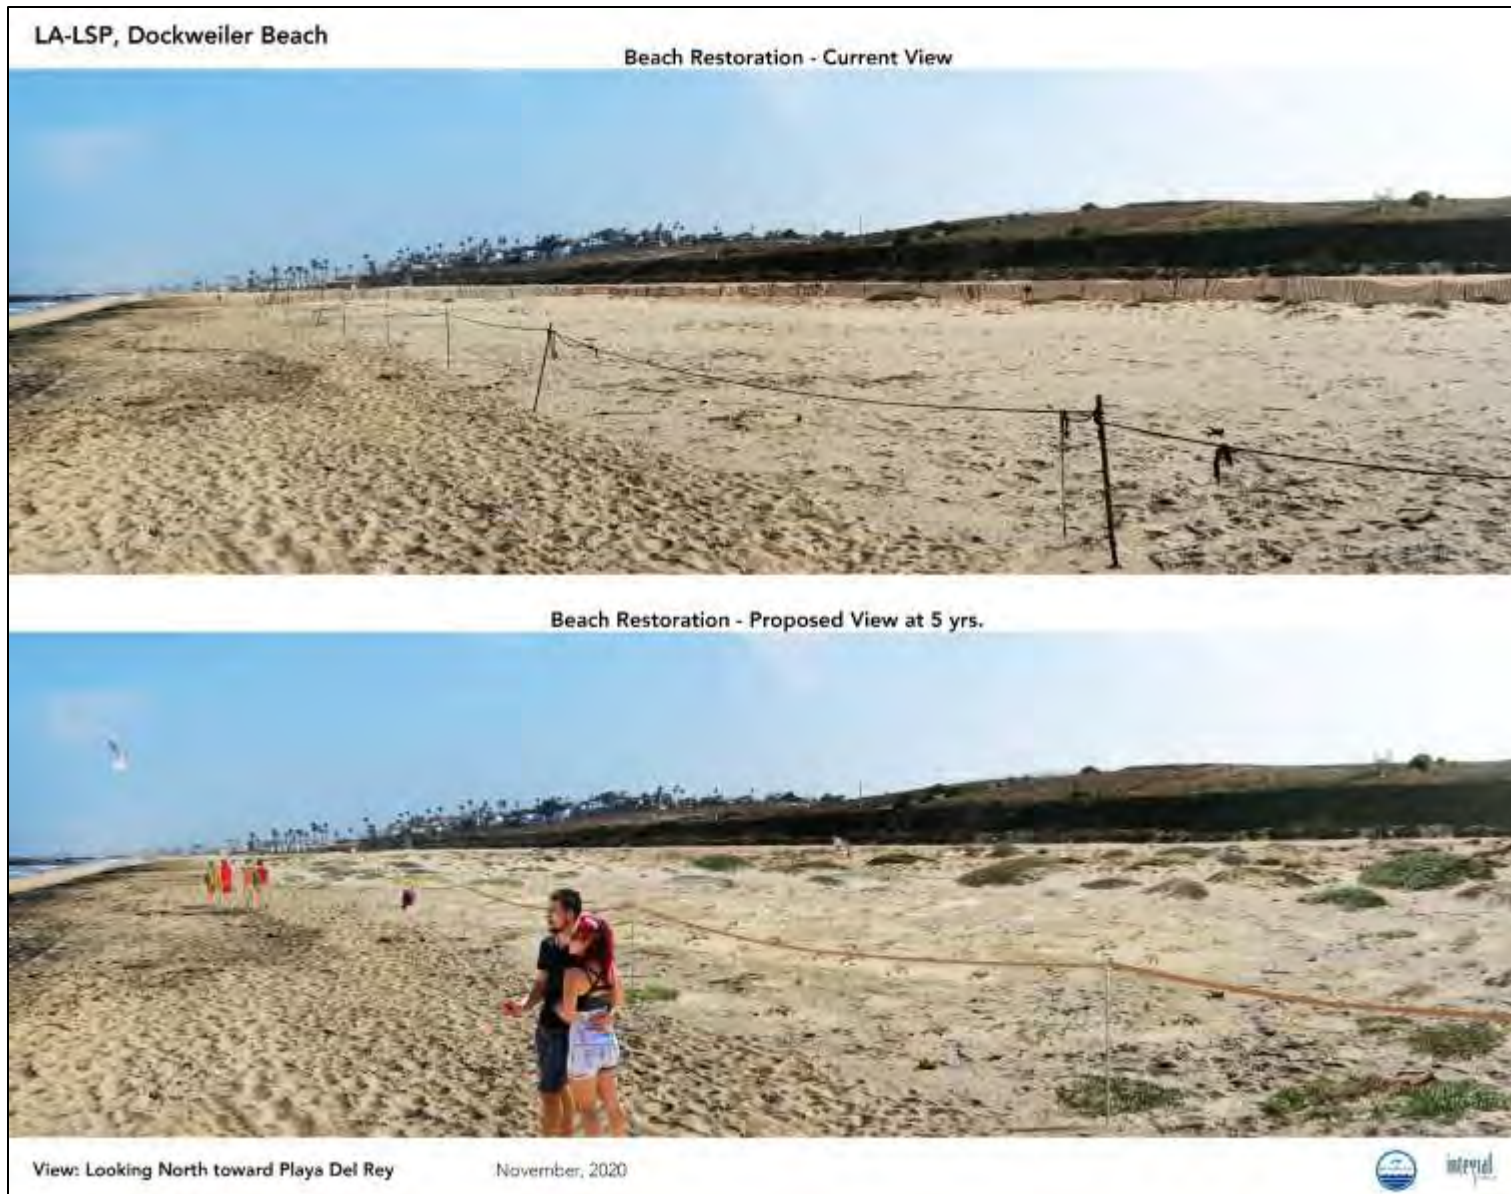 LA-LSP, Dockweiler Beach
Beach Restoration - Current View
Beach Restoration - Proposed View at 5 yrs.
View: Looking North toward Playa Del Rey
November, 2020
integral